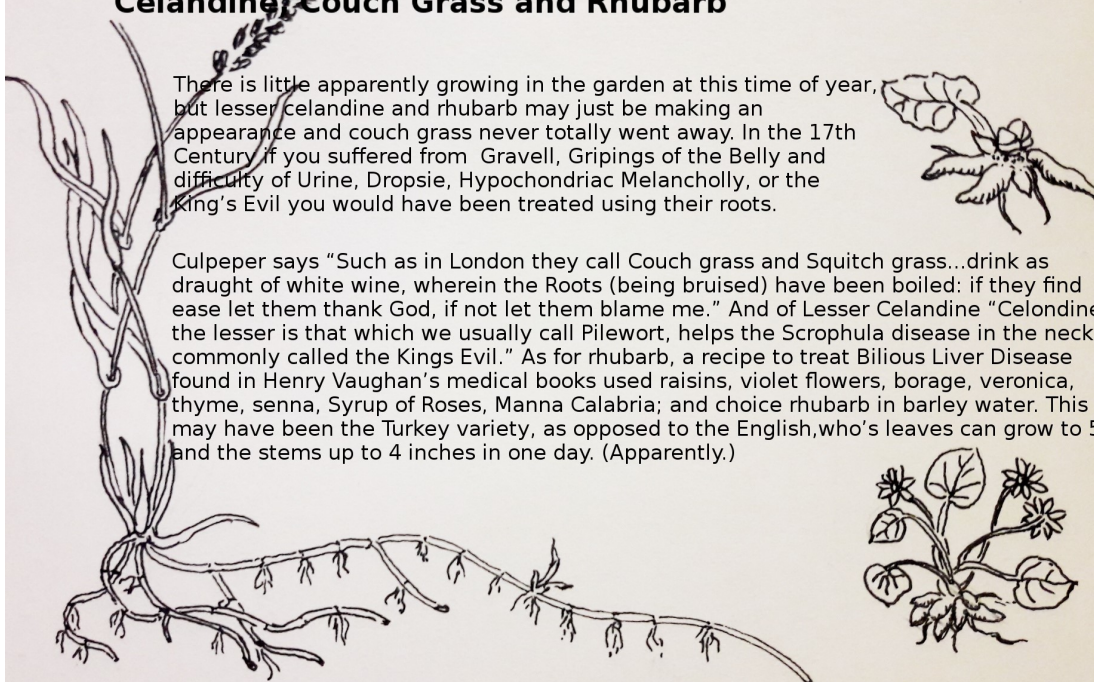 Celandine, Couch Grass and Rhubarb
There is little apparently growing in the garden at this time of year,
but lesser celandine and rhubarb may just be making an
appearance and couch grass never totally went away. In the 17th
Century if you suffered from  Gravell, Gripings of the Belly and
difficulty of Urine, Dropsie, Hypochondriac Melancholly, or the
King’s Evil you would have been treated using their roots.
Culpeper says “Such as in London they call Couch grass and Squitch grass...drink as
draught of white wine, wherein the Roots (being bruised) have been boiled: if they find
ease let them thank God, if not let them blame me.” And of Lesser Celandine “Celondine
the lesser is that which we usually call Pilewort, helps the Scrophula disease in the neck
commonly called the Kings Evil.” As for rhubarb, a recipe to treat Bilious Liver Disease
found in Henry Vaughan’s medical books used raisins, violet flowers, borage, veronica,
thyme, senna, Syrup of Roses, Manna Calabria; and choice rhubarb in barley water. This
may have been the Turkey variety, as opposed to the English,who’s leaves can grow to 5
and the stems up to 4 inches in one day. (Apparently.)